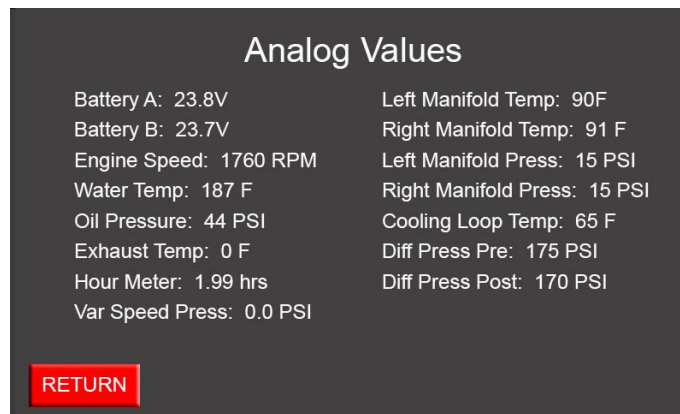 Analog Values
Battery A: 23.8V
Battery B: 23.7V
Engine Speed: 1760 RPM
Water Temp: 187 F
Oil Pressure: 44 PSI
Exhaust Temp: 0 F
Hour Meter: 1.99 hrs
Var Speed Press: 0.0 PSI
Left Manifold Temp: 90F
Right Manifold Temp: 91 F
Left Manifold Press: 15 PSI
Right Manifold Press: 15 PSI
Cooling Loop Temp: 65 F
Diff Press Pre: 175 PSI
Diff Press Post: 170 PSI
RETURN